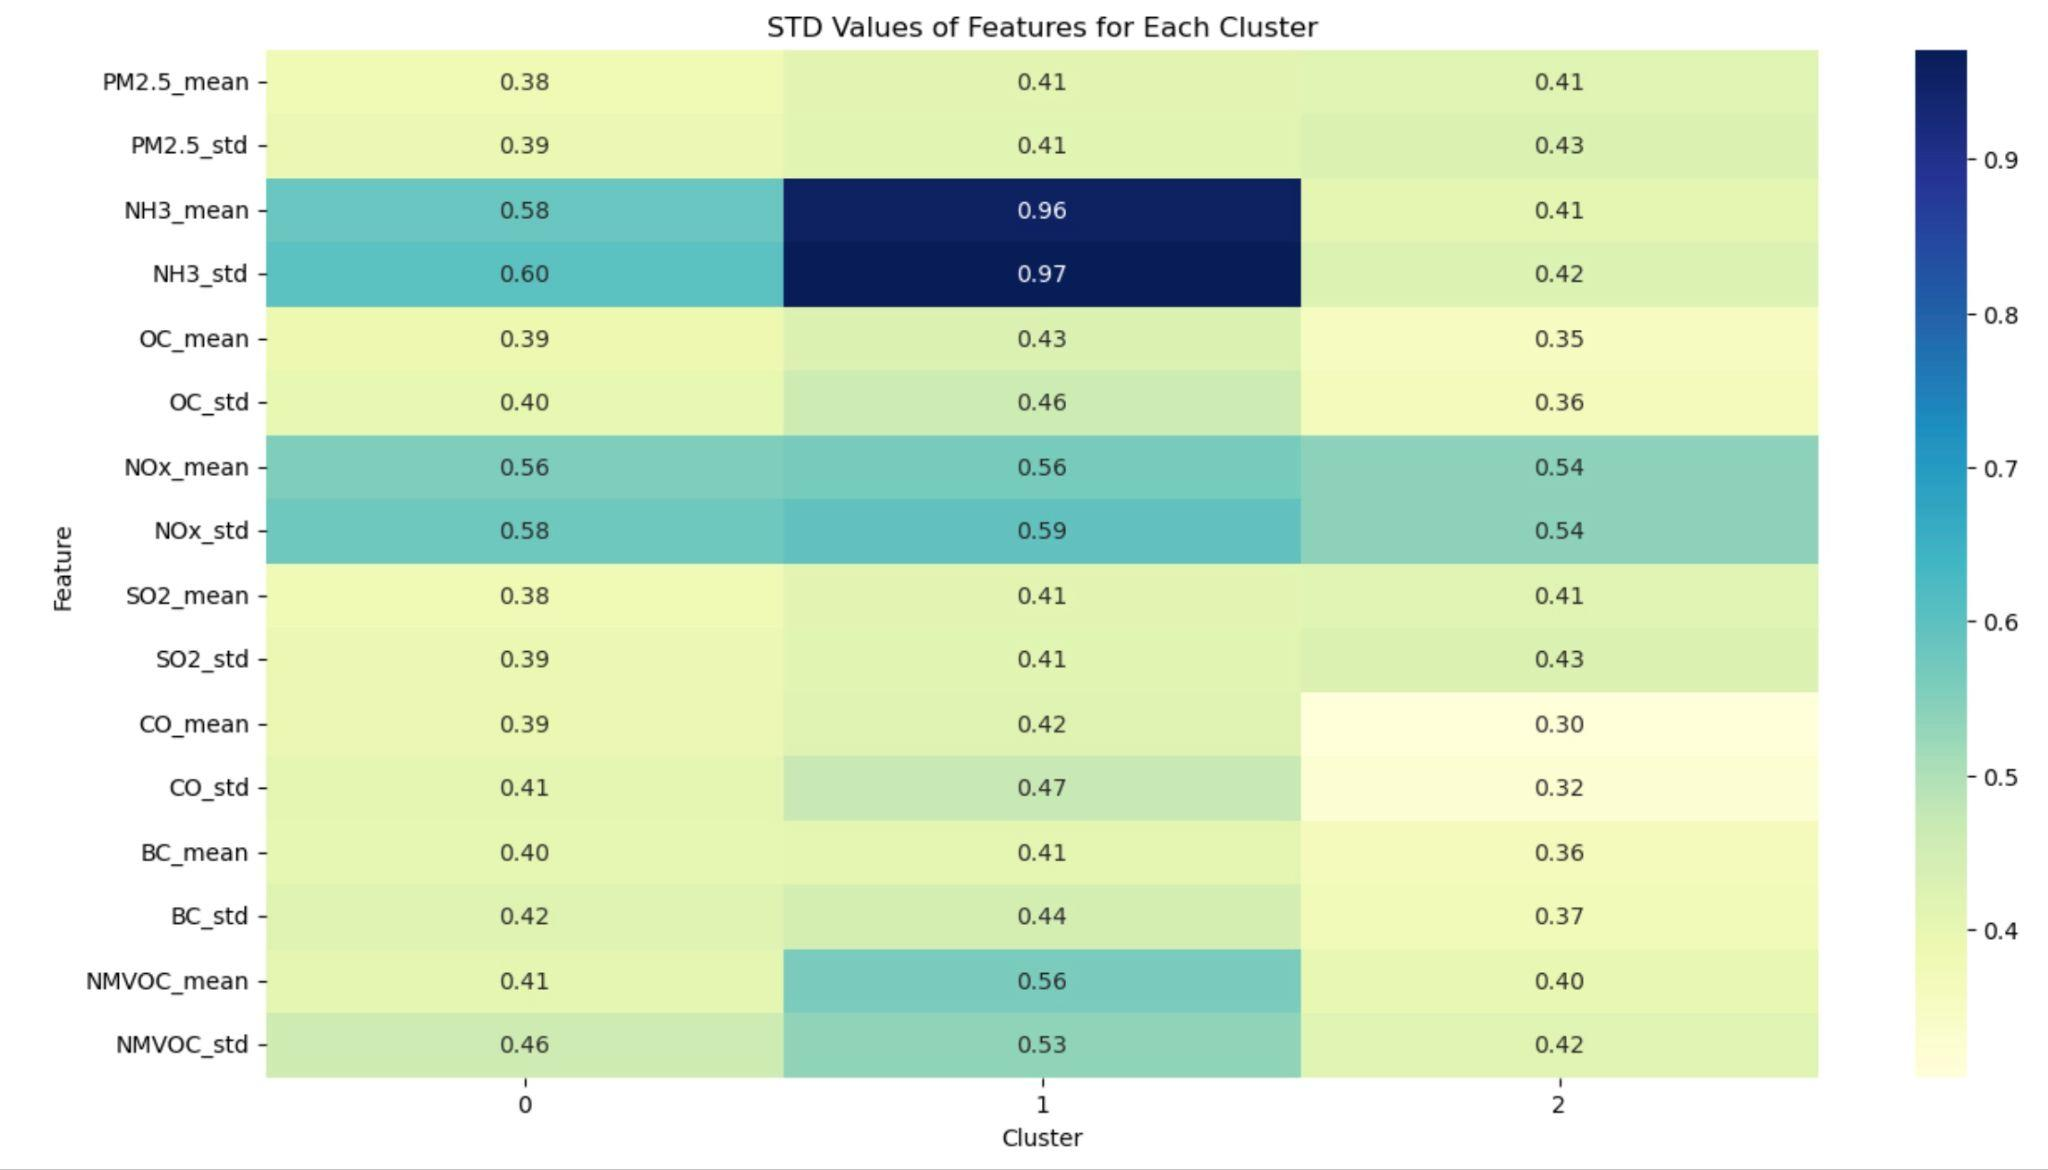 STD Values of Features for Each Cluster
PM2.5_mean 0.38 0.41 0.41
PM2.5_std 0.39 0.41 0.43
NH3_mean 0.58 0.96 0.41
NH3_std 0.60 0.97 0.42
OC_mean 0.39 0.43 0.35
OC_std 0.40 0.46 0.36
NOx_mean 0.56 0.56 0.54
NOx_std 0.58 0.59 0.54
SO2_mean 0.38 0.41 0.41
SO2_std 0.39 0.41 0.43
CO_mean 0.39 0.42 0.30
CO_std 0.41 0.47 0.32
BC_mean 0.40 0.41 0.36
BC_std 0.42 0.44 0.37
NMVOC_mean 0.41 0.56 0.40
NMVOC_std 0.46 0.53 0.42
0 1 2
Cluster
Feature
0.9
0.8
0.7
0.6
0.5
0.4